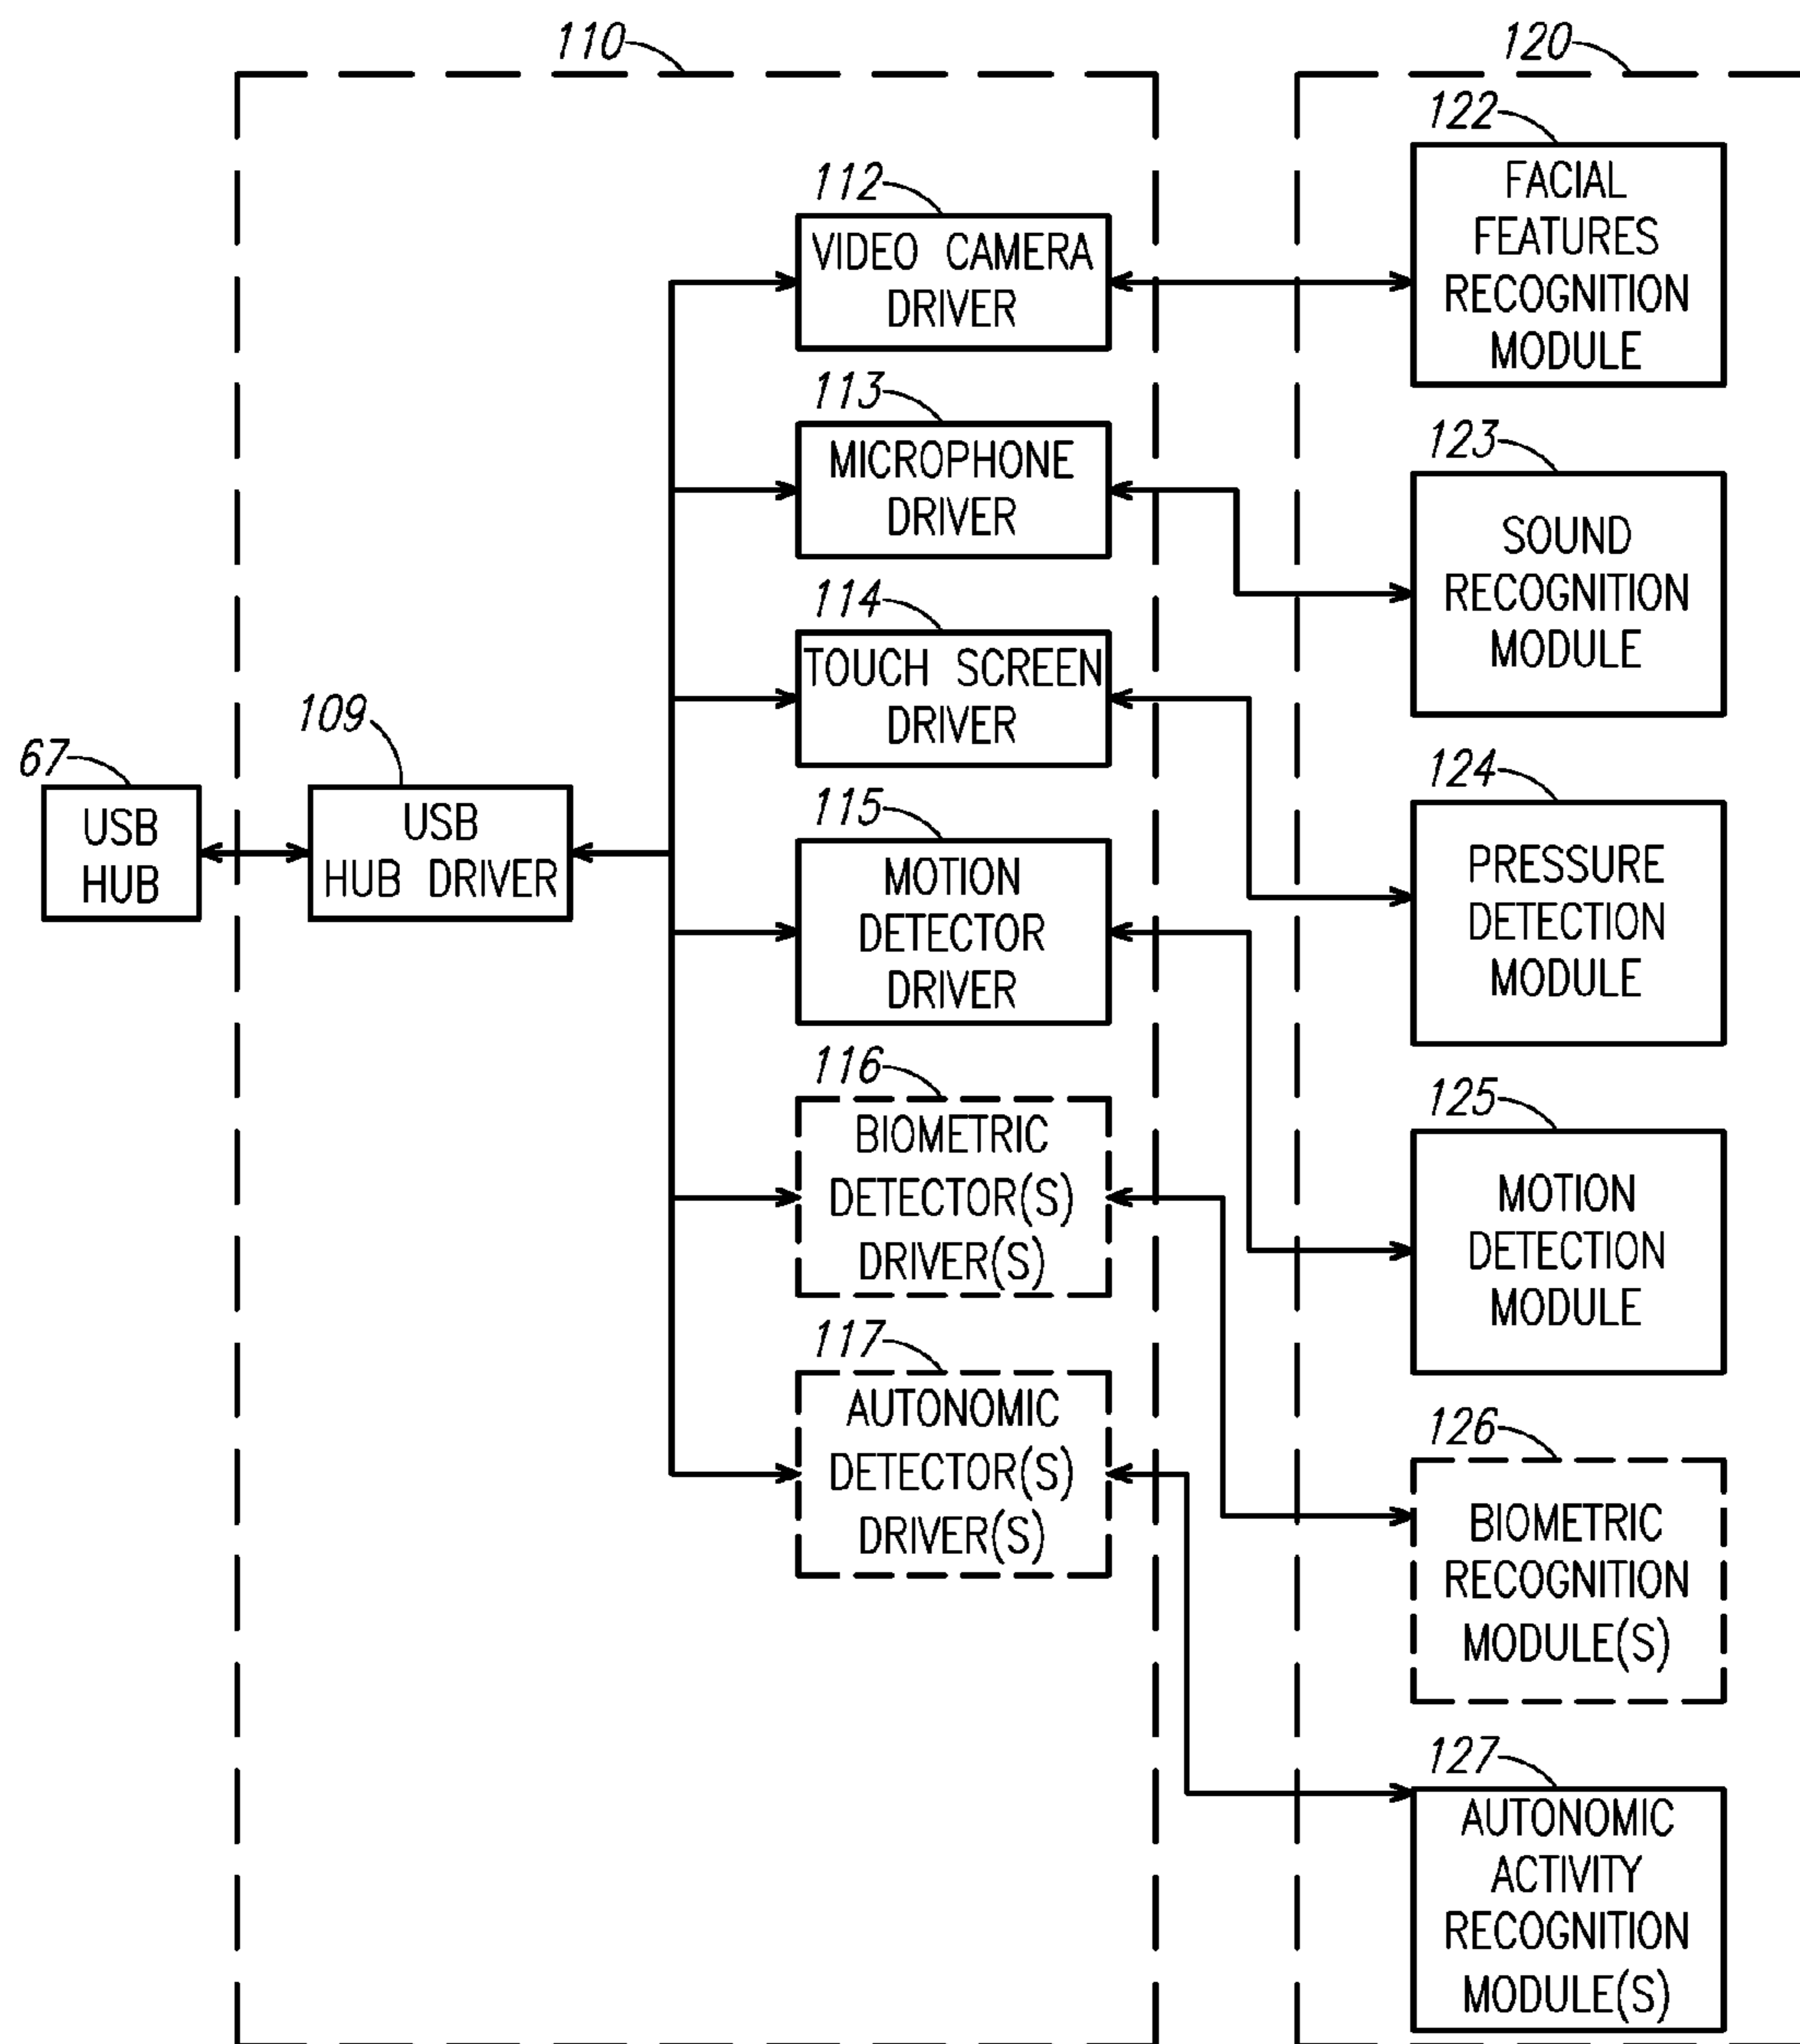 110
120
67
USB
HUB
109
USB
HUB DRIVER
112
VIDEO CAMERA
DRIVER
113
MICROPHONE
DRIVER
114
TOUCH SCREEN
DRIVER
115
MOTION
DETECTOR
DRIVER
116
BIOMETRIC
DETECTOR(S)
DRIVER(S)
117
AUTONOMIC
DETECTOR(S)
DRIVER(S)
122
FACIAL
FEATURES
RECOGNITION
MODULE
123
SOUND
RECOGNITION
MODULE
124
PRESSURE
DETECTION
MODULE
125
MOTION
DETECTION
MODULE
126
BIOMETRIC
RECOGNITION
MODULE(S)
127
AUTONOMIC
ACTIVITY
RECOGNITION
MODULE(S)